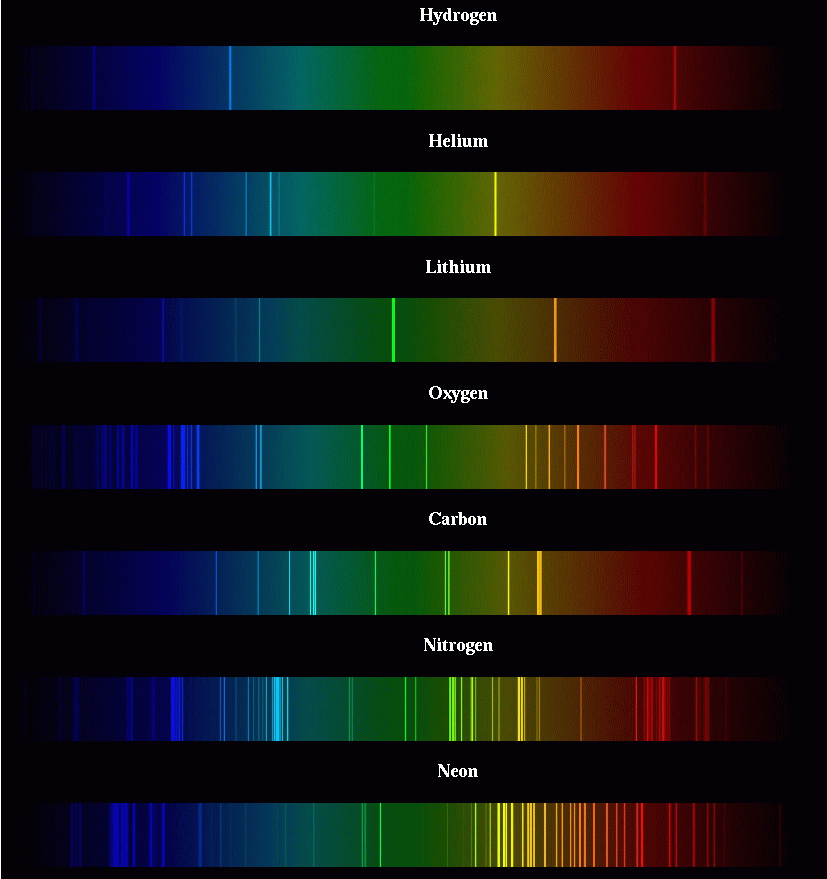 Hydrogen
Helium
Lithium
Oxygen
Carbon
Nitrogen
Neon